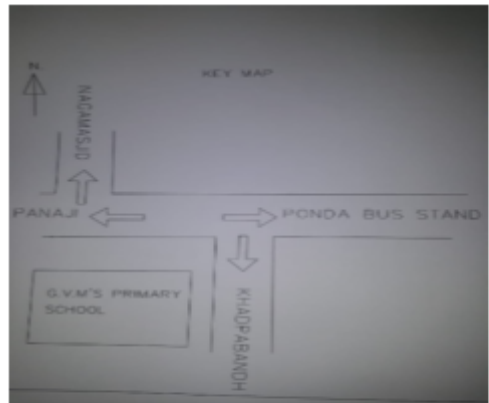 N.
KEY MAP
NAGAMASJID
PANAJI
PONDA BUS STAND
G.V.M'S PRIMARY
SCHOOL
KHADPABANDH